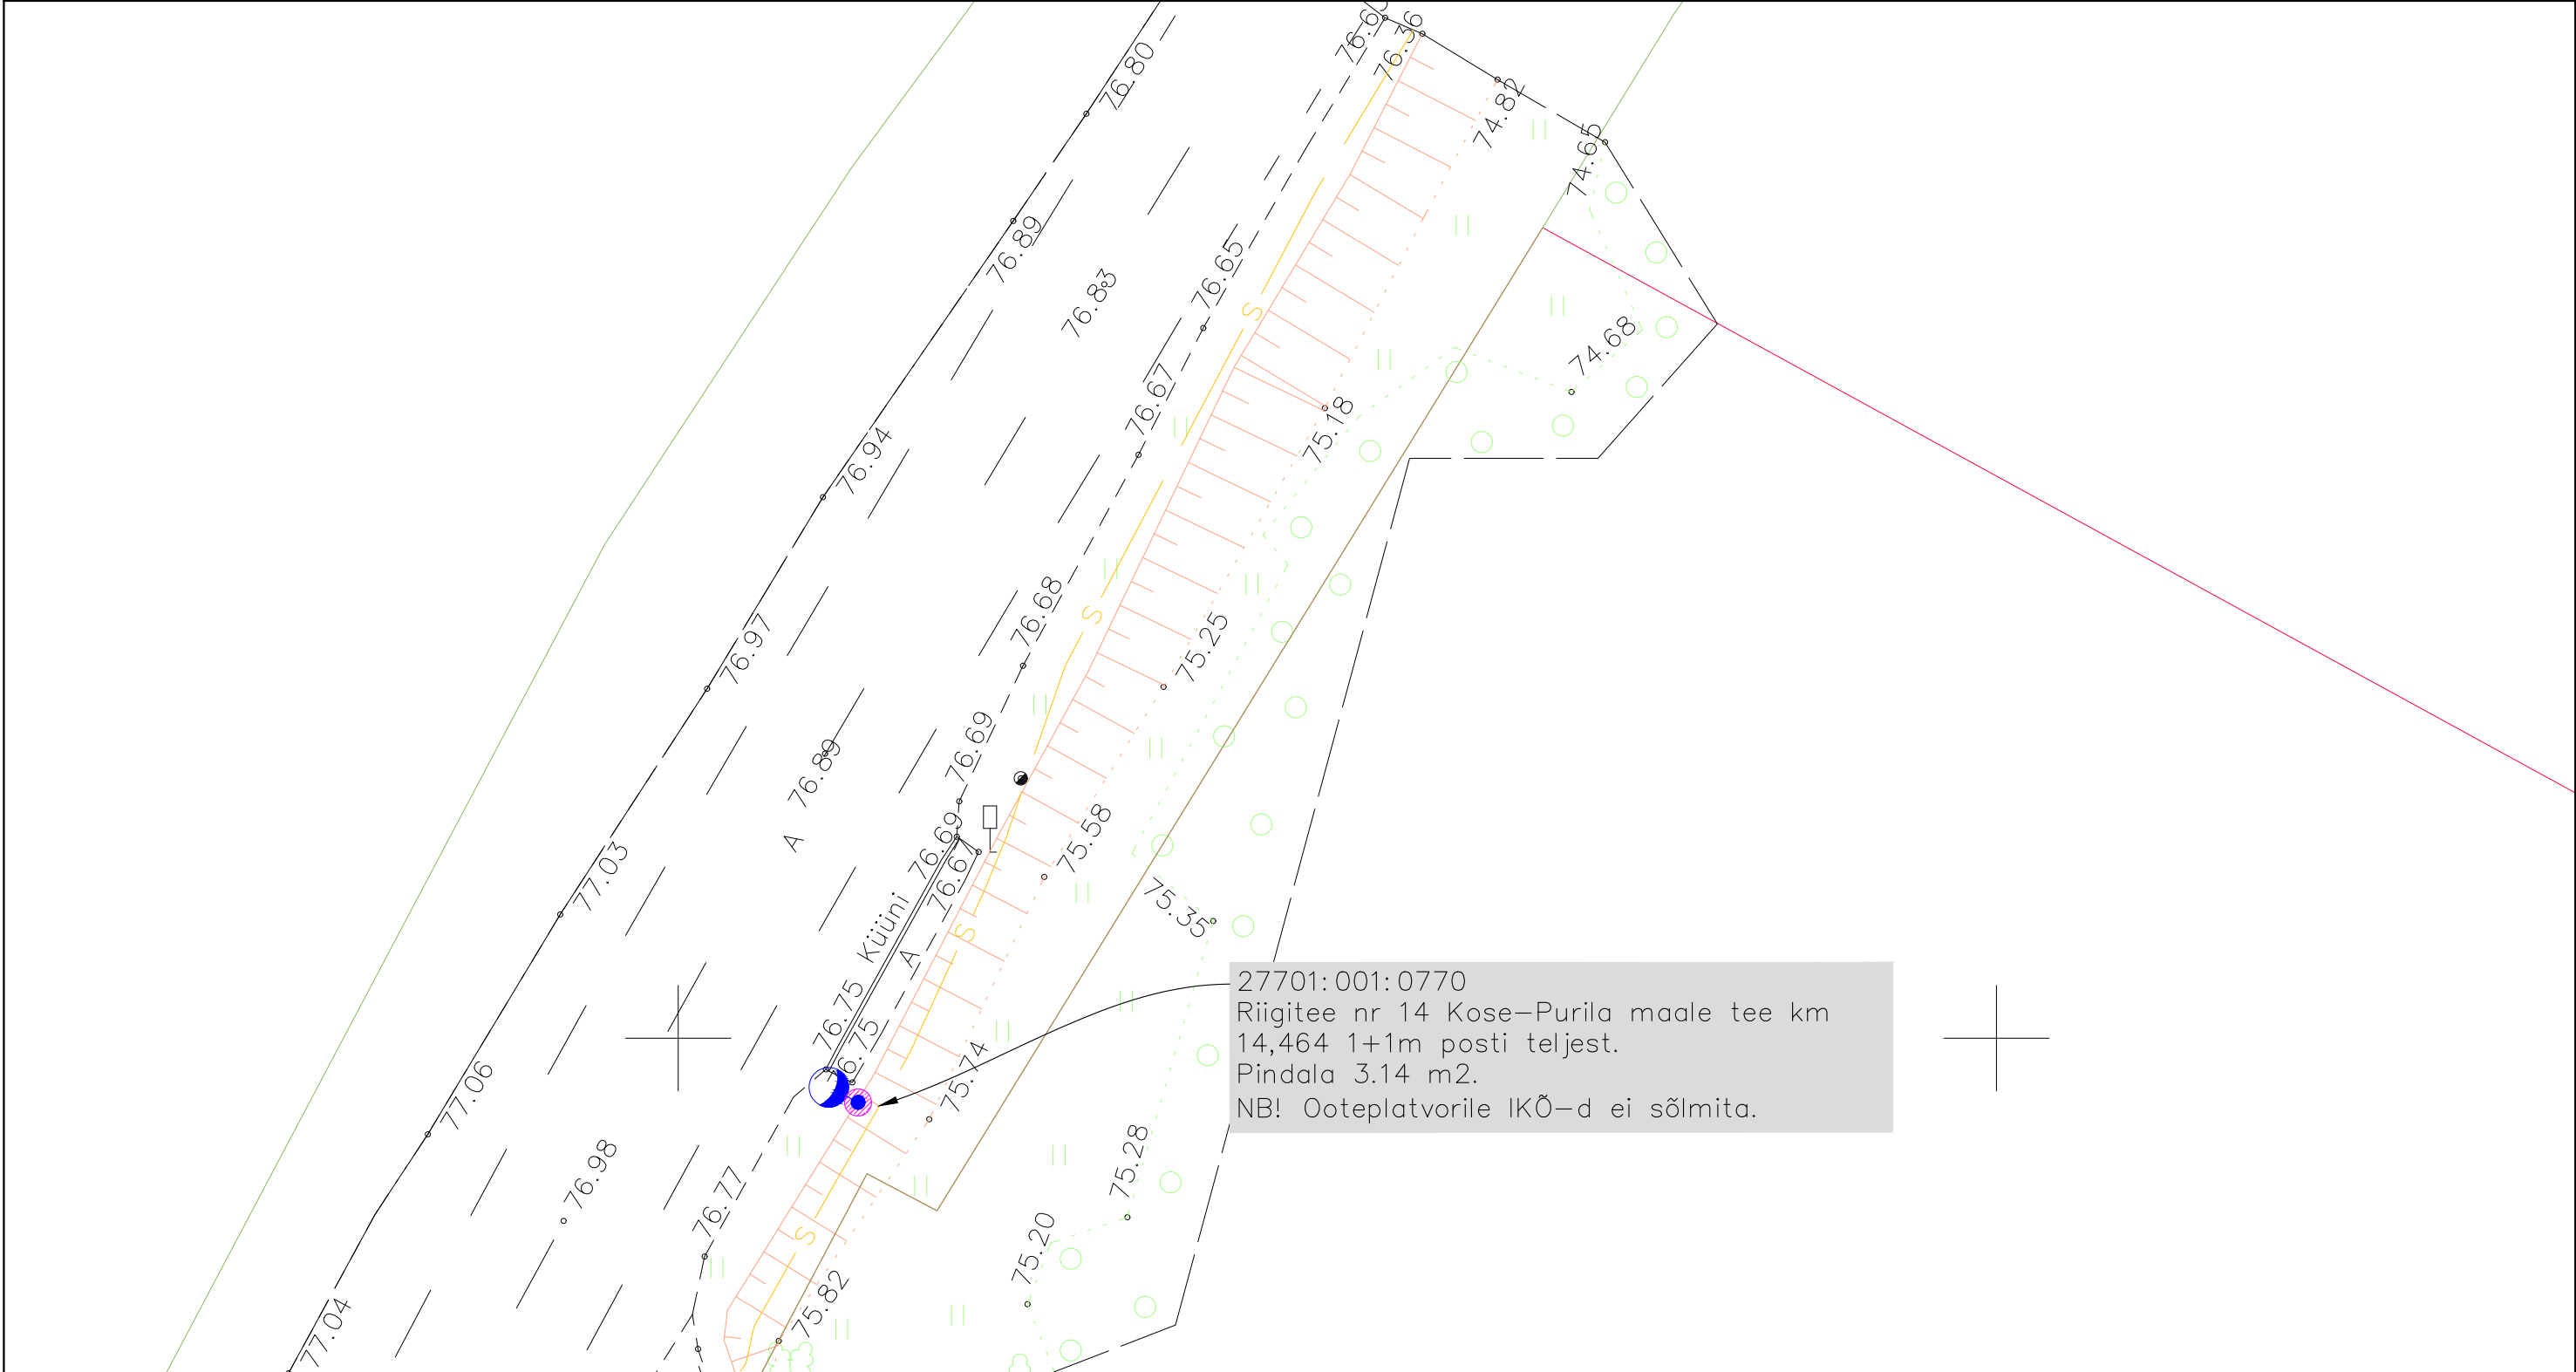 76.80
76.36
74.82
74.65
76.89
76.83
76.65
74.68
76.67
75.18
76.94
S
76.68
S
75.25
76.97
76.69
76.89
A
75.58
76.69
76.67
77.03
Küüni
75.35
S
A
76.75
76.75
27701:001:0770
Riigitee nr 14 Kose-Purila maale tee km
14,464 1+1m posti teljest.
Pindala 3.14 m2.
NB! Ooteplatvorile IKÕ-d ei sõlmita.
75.74
77.06
76.98
75.28
76.77
S
75.20
75.82
77.04